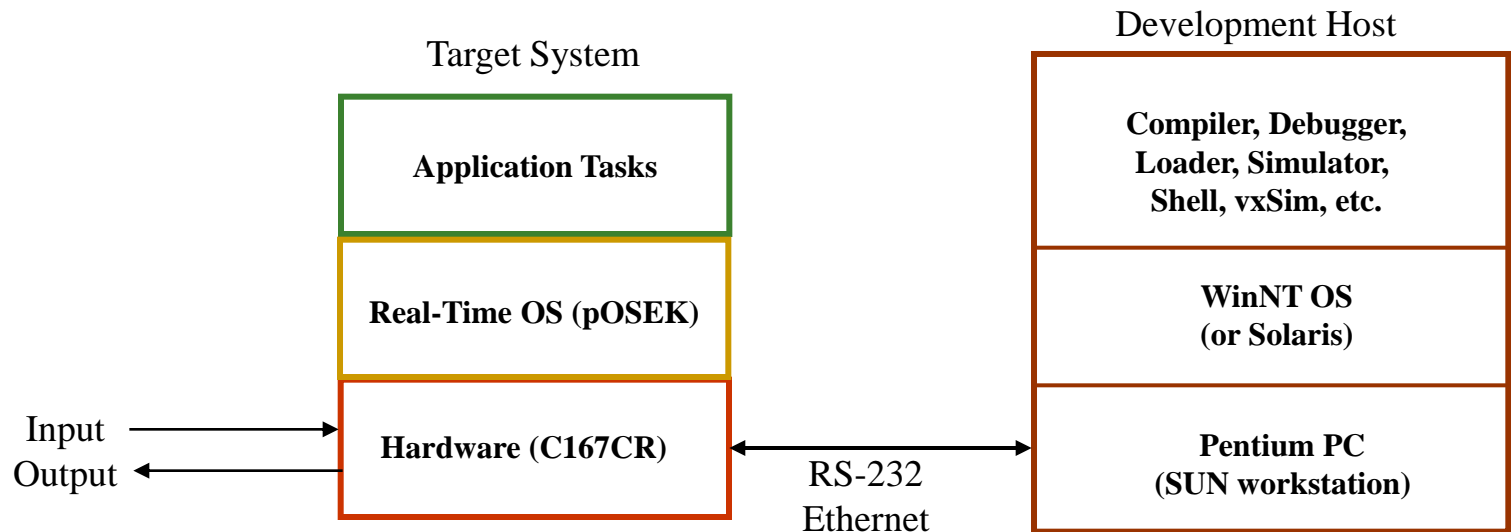 Target System
Application Tasks
Real-Time OS (pOSEK)
Hardware (C167CR)
Input
Output
RS-232
Ethernet
Development Host
Compiler, Debugger,
Loader, Simulator,
Shell, vxSim, etc.
WinNT OS
(or Solaris)
Pentium PC
(SUN workstation)